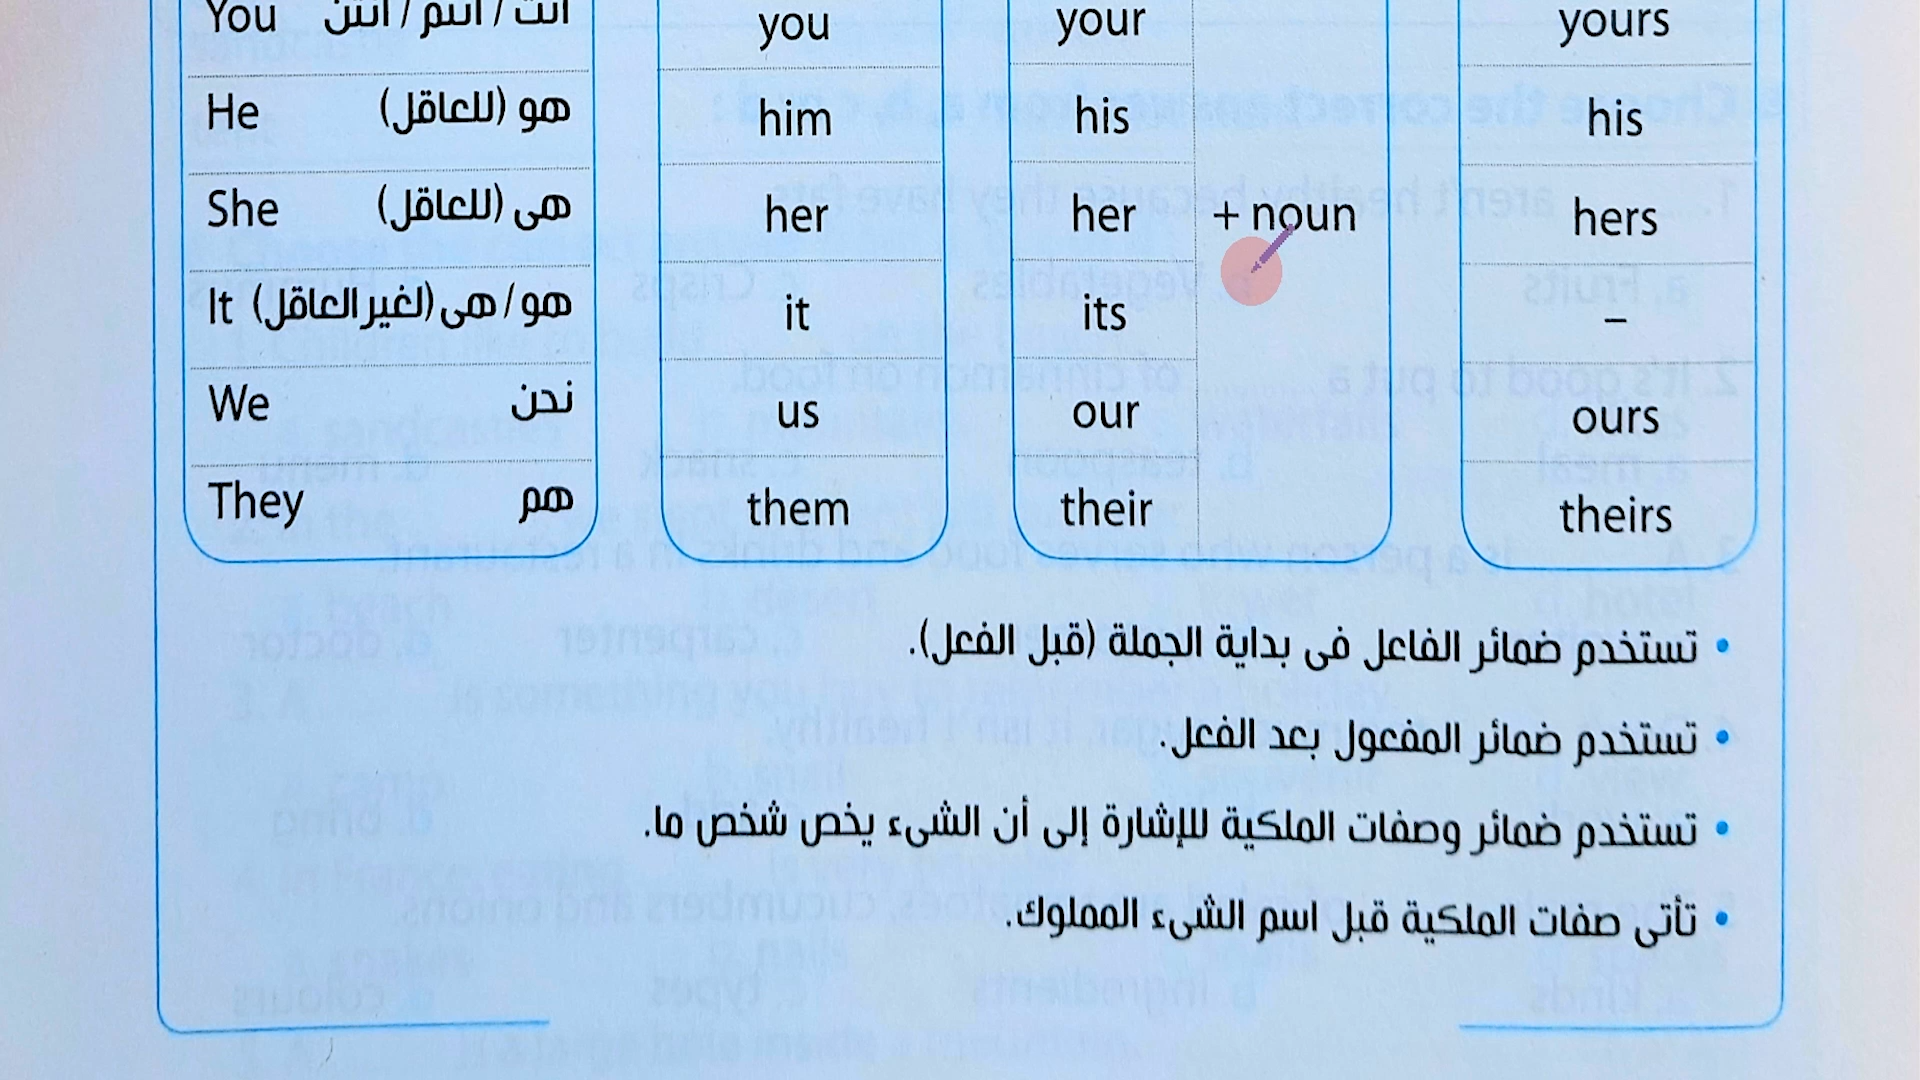 You أنت / أنتم / أنتن you your yours
He هو (للعاقل) him his his
She هى (للعاقل) her her + noun hers
It هو / هى (لغير العاقل) it its –
We نحن us our ours
They هم them their theirs
• تستخدم ضمائر الفاعل فى بداية الجملة (قبل الفعل).
• تستخدم ضمائر المفعول بعد الفعل.
• تستخدم ضمائر وصفات الملكية للإشارة إلى أن الشىء يخص شخص ما.
• تأتى صفات الملكية قبل اسم الشىء المملوك.